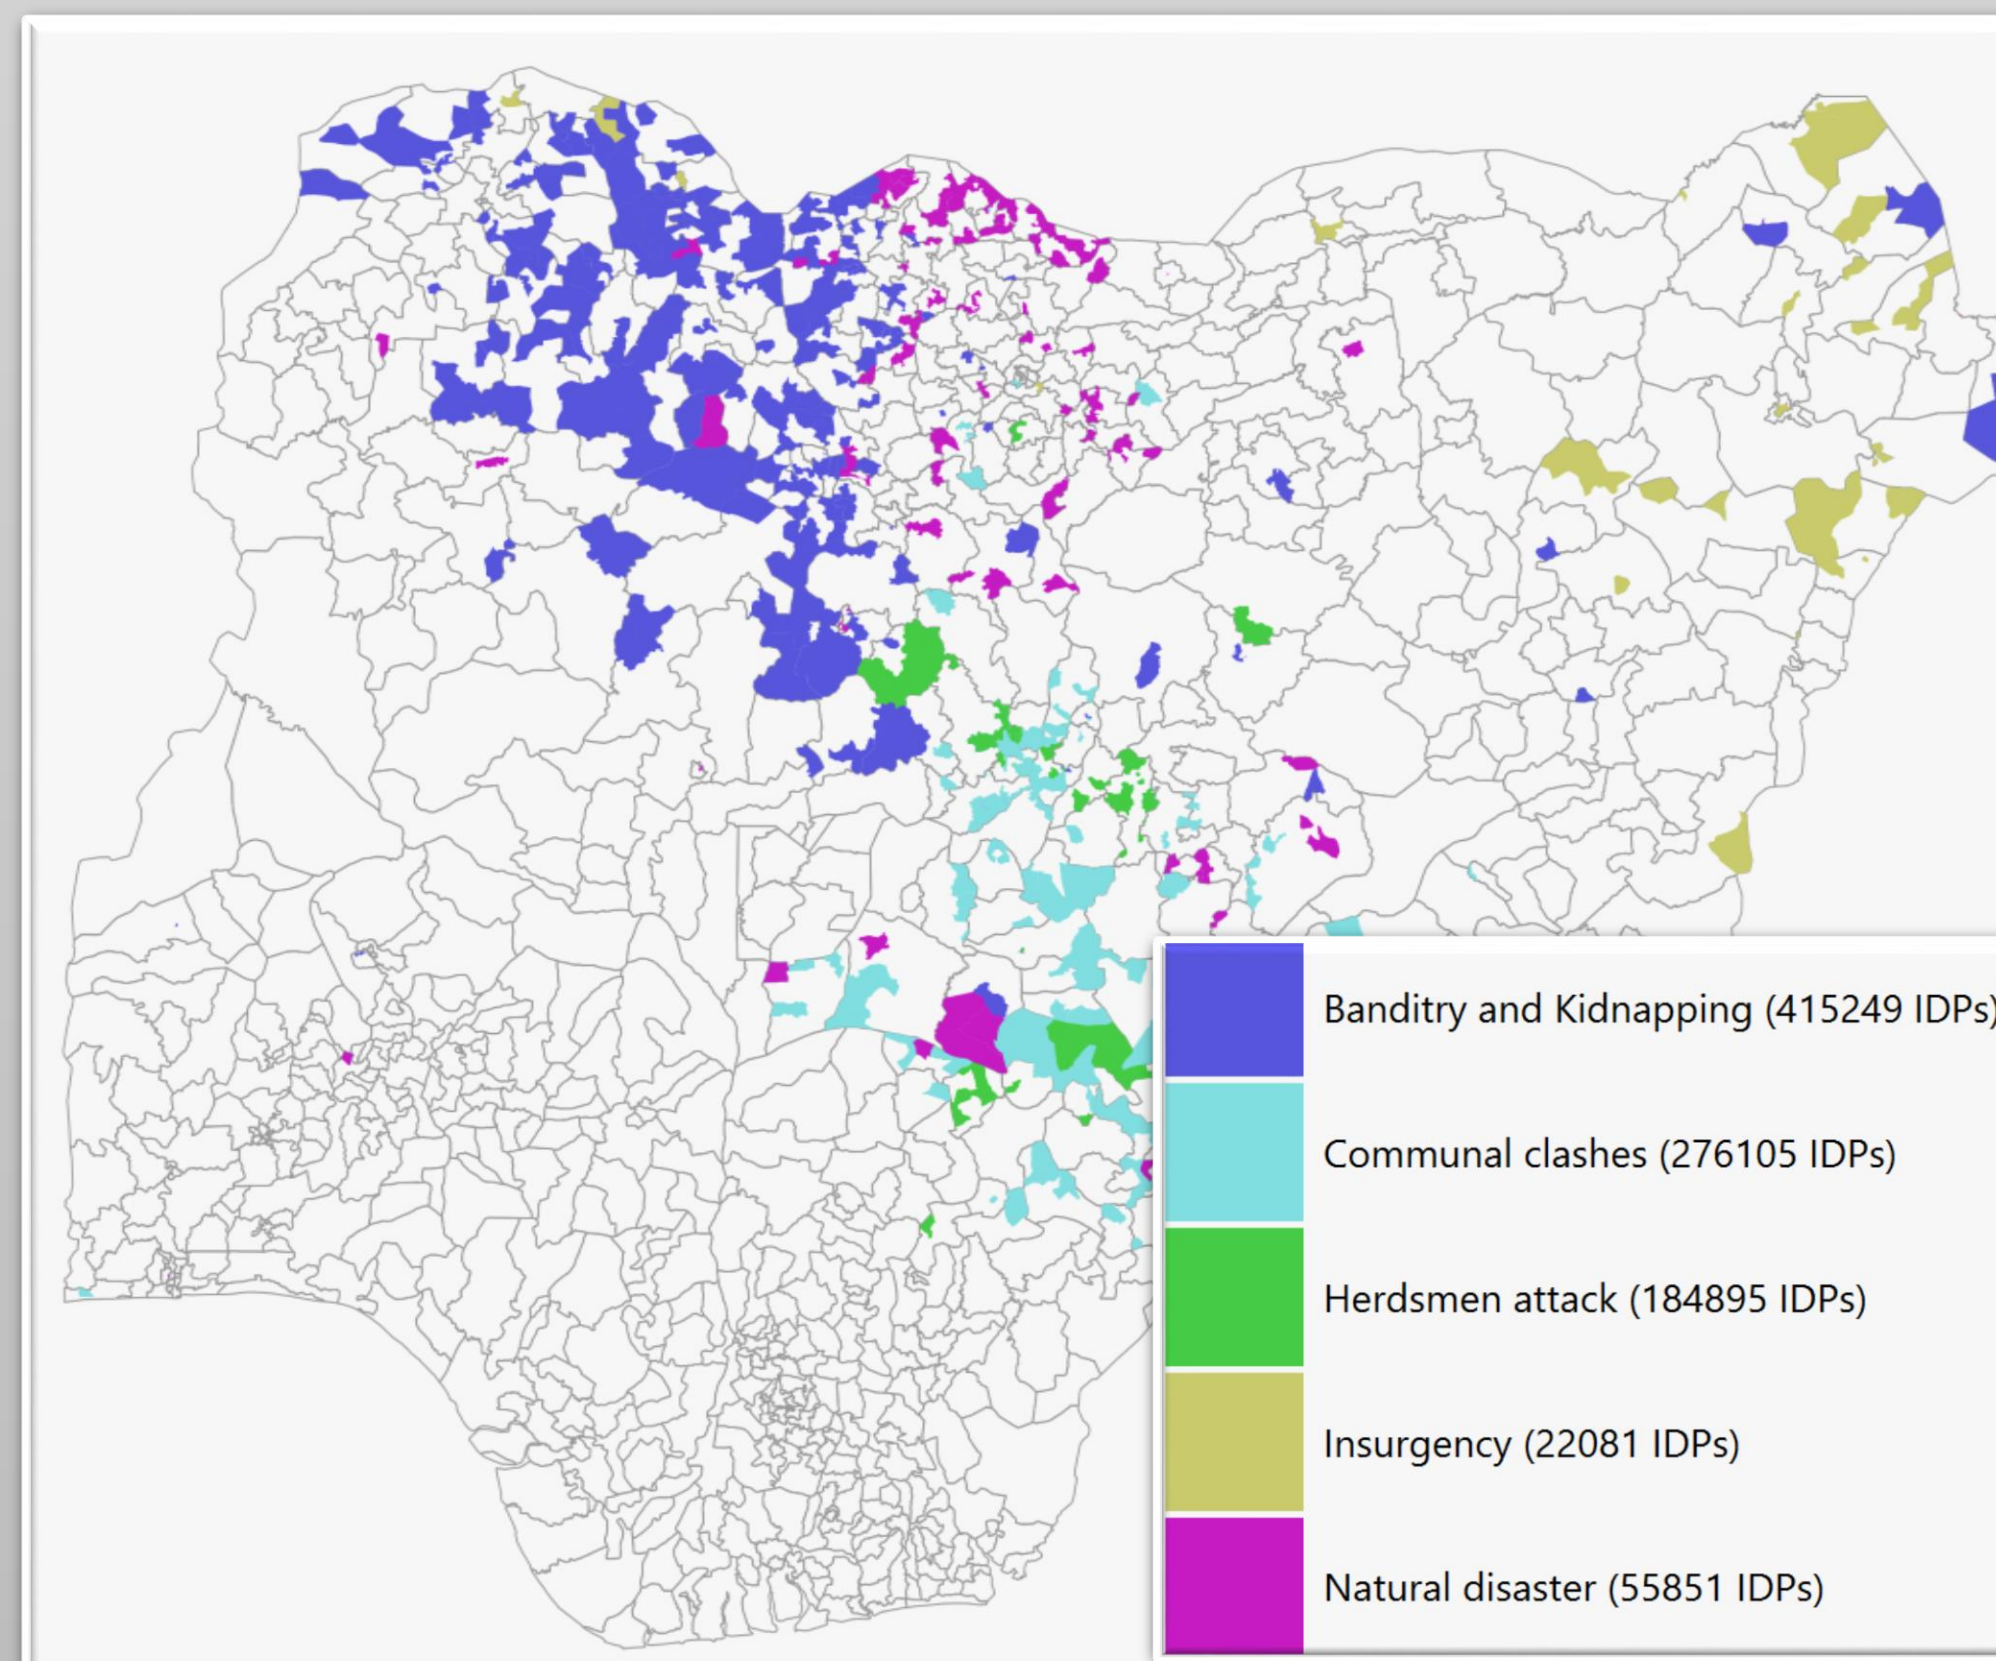 Banditry and Kidnapping (415249 IDPs)
Communal clashes (276105 IDPs)
Herdsmen attack (184895 IDPs)
Insurgency (22081 IDPs)
Natural disaster (55851 IDPs)